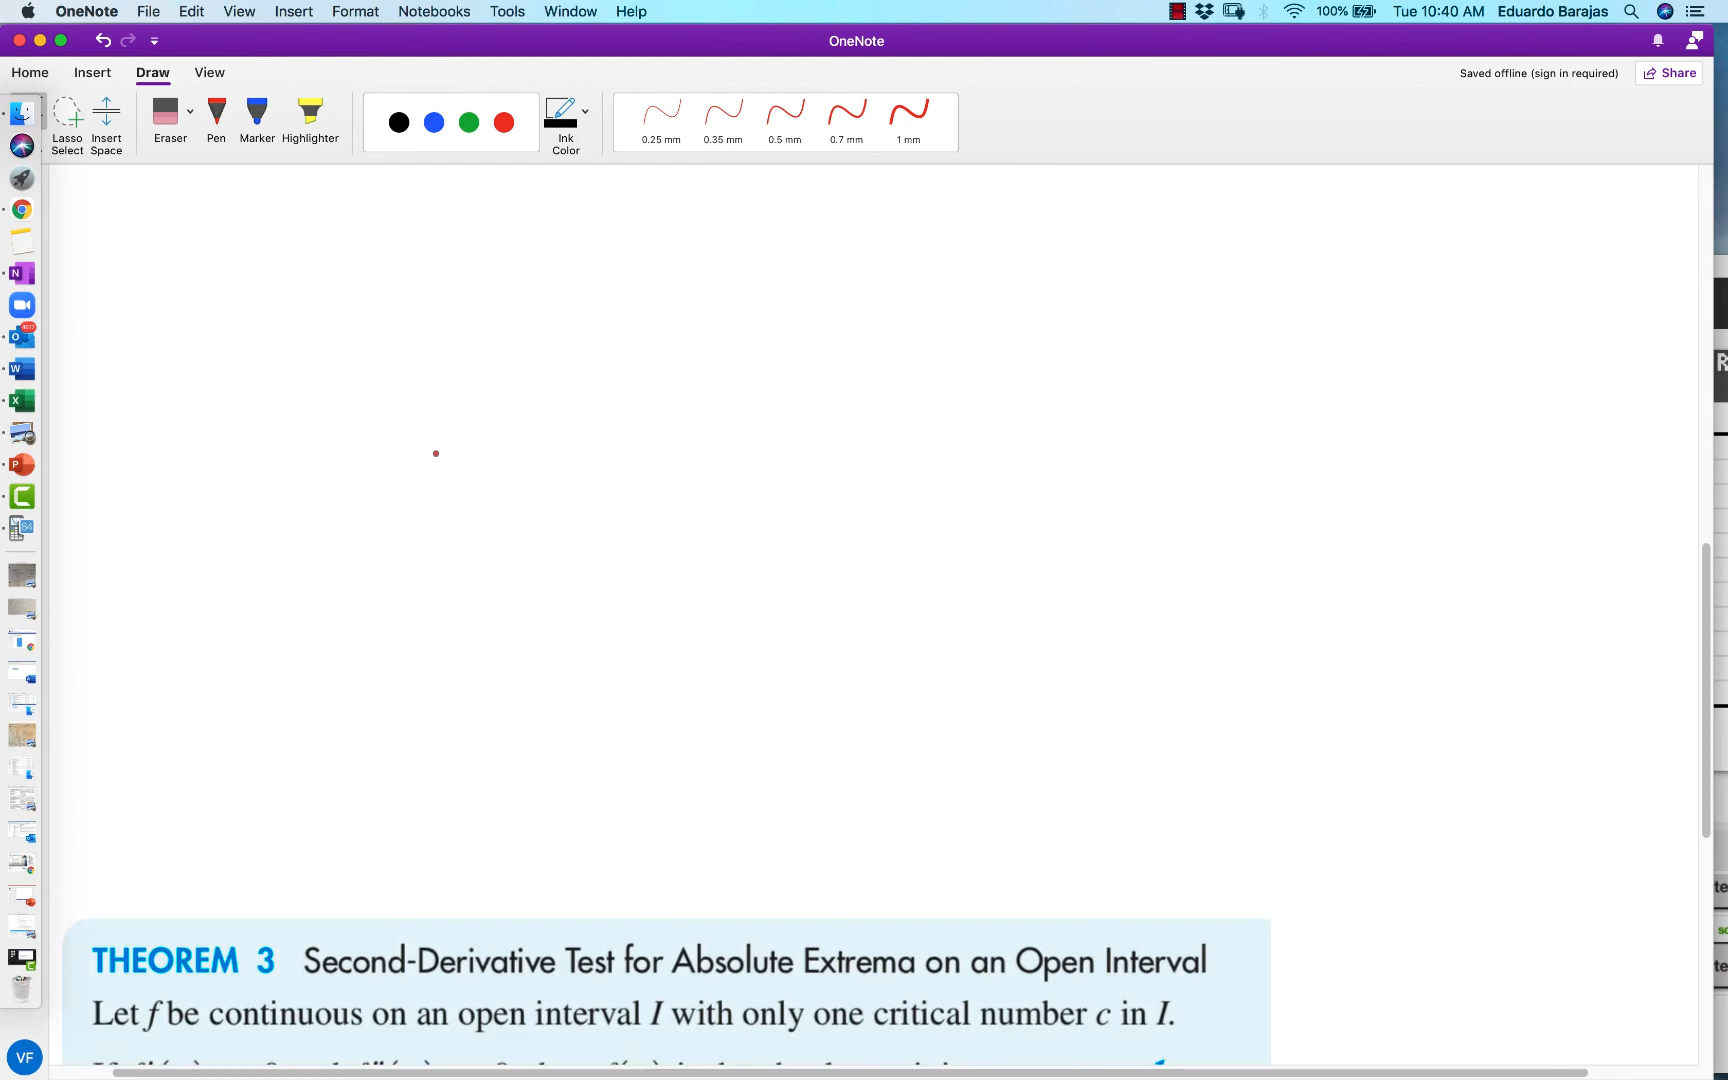 OneNote File Edit View Insert Format Notebooks Tools Window Help 100% Tue 10:40 AM Eduardo Barajas
OneNote
Home Insert Draw View Saved offline (sign in required) Share
Lasso Select Insert Space Eraser Pen Marker Highlighter Ink Color 0.25 mm 0.35 mm 0.5 mm 0.7 mm 1 mm
THEOREM 3 Second-Derivative Test for Absolute Extrema on an Open Interval
Let f be continuous on an open interval I with only one critical number c in I.
VF